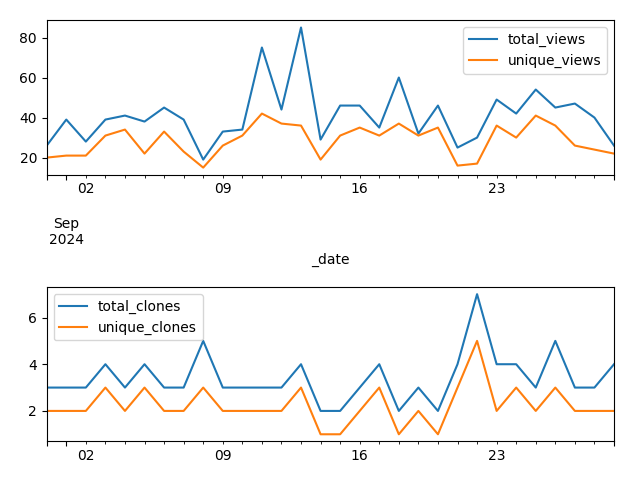 80
60
40
20
total_views
unique_views
02
09
16
23
Sep
2024
_date
6
4
2
total_clones
unique_clones
02
09
16
23